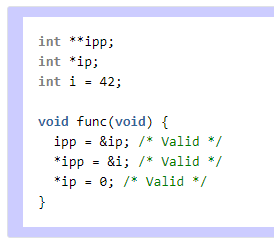 int **ipp;
int *ip;
int i = 42;

void func(void) {
  ipp = &ip; /* Valid */
  *ipp = &i; /* Valid */
  *ip = 0; /* Valid */
}